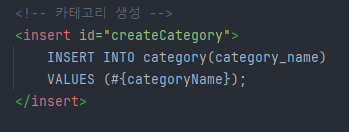 <!-- 카테고리 생성 -->
<insert id="createCategory">
INSERT INTO category(category_name)
VALUES (#{categoryName});
</insert>